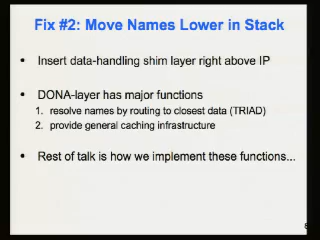 Fix #2: Move Names Lower in Stack
• Insert data-handling shim layer right above IP
• DONA-layer has major functions
1. resolve names by routing to closest data (TRIAD)
2. provide general caching infrastructure
• Rest of talk is how we implement these functions...